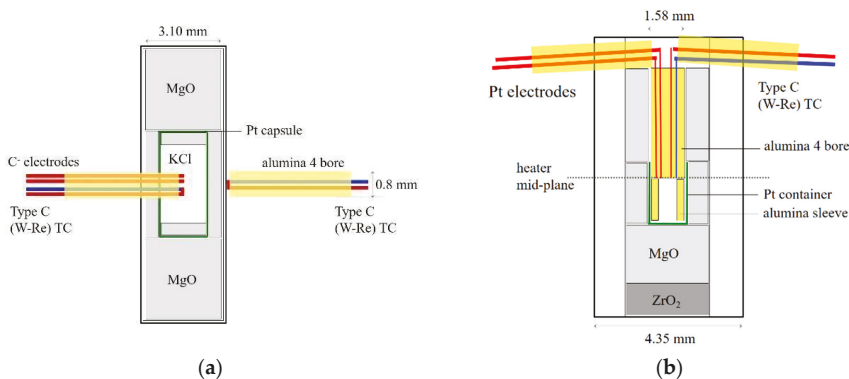 3.10 mm
MgO
Pt capsule
KCl
C⁻ electrodes
alumina 4 bore
0.8 mm
Type C
(W-Re) TC
Type C
(W-Re) TC
MgO
(a)
1.58 mm
Pt electrodes
Type C
(W-Re) TC
alumina 4 bore
heater
mid-plane
Pt container
alumina sleeve
MgO
ZrO₂
4.35 mm
(b)